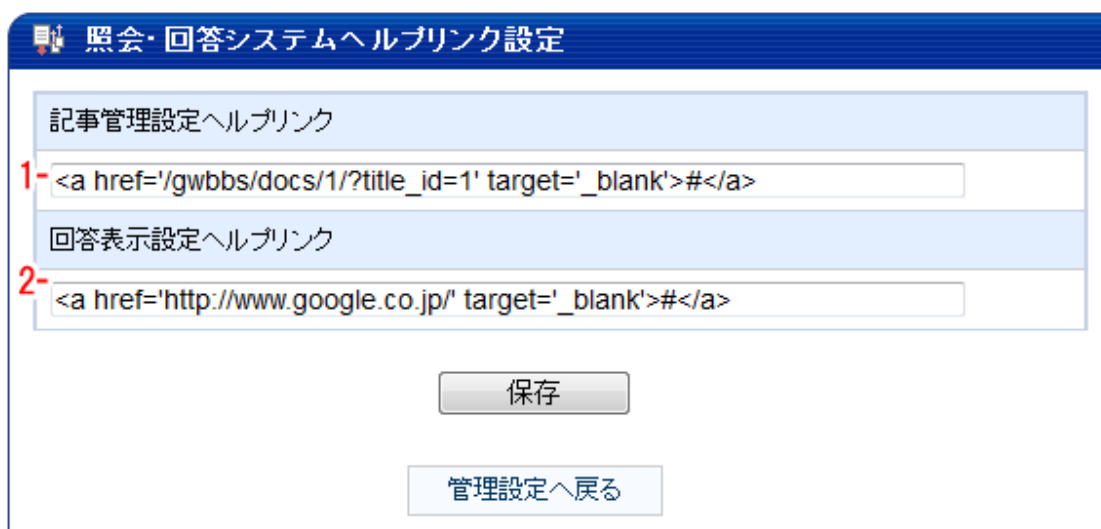 照会・回答システムヘルプリンク設定
記事管理設定ヘルプリンク
1-
<a href='/gwbbs/docs/1/?title_id=1' target='_blank'>#</a>
回答表示設定ヘルプリンク
2-
<a href='http://www.google.co.jp/' target='_blank'>#</a>
保存
管理設定へ戻る